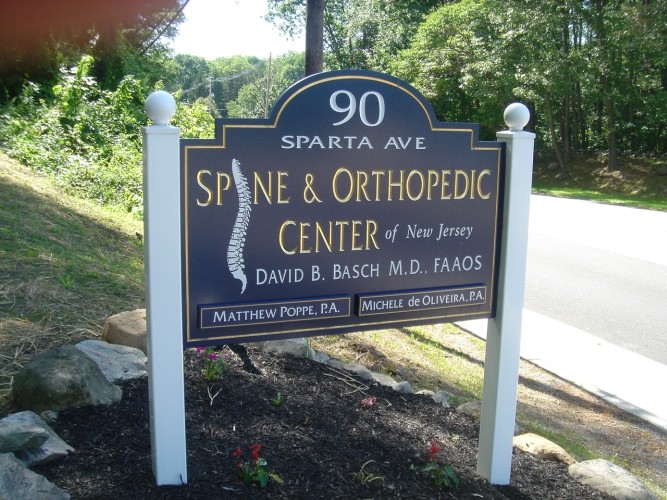 90
SPARTA AVE
SPINE & ORTHOPEDIC
CENTER of New Jersey
DAVID B. BASCH M.D., FAAOS
MATTHEW POPPE, P.A.
MICHELE de OLIVEIRA, P.A.